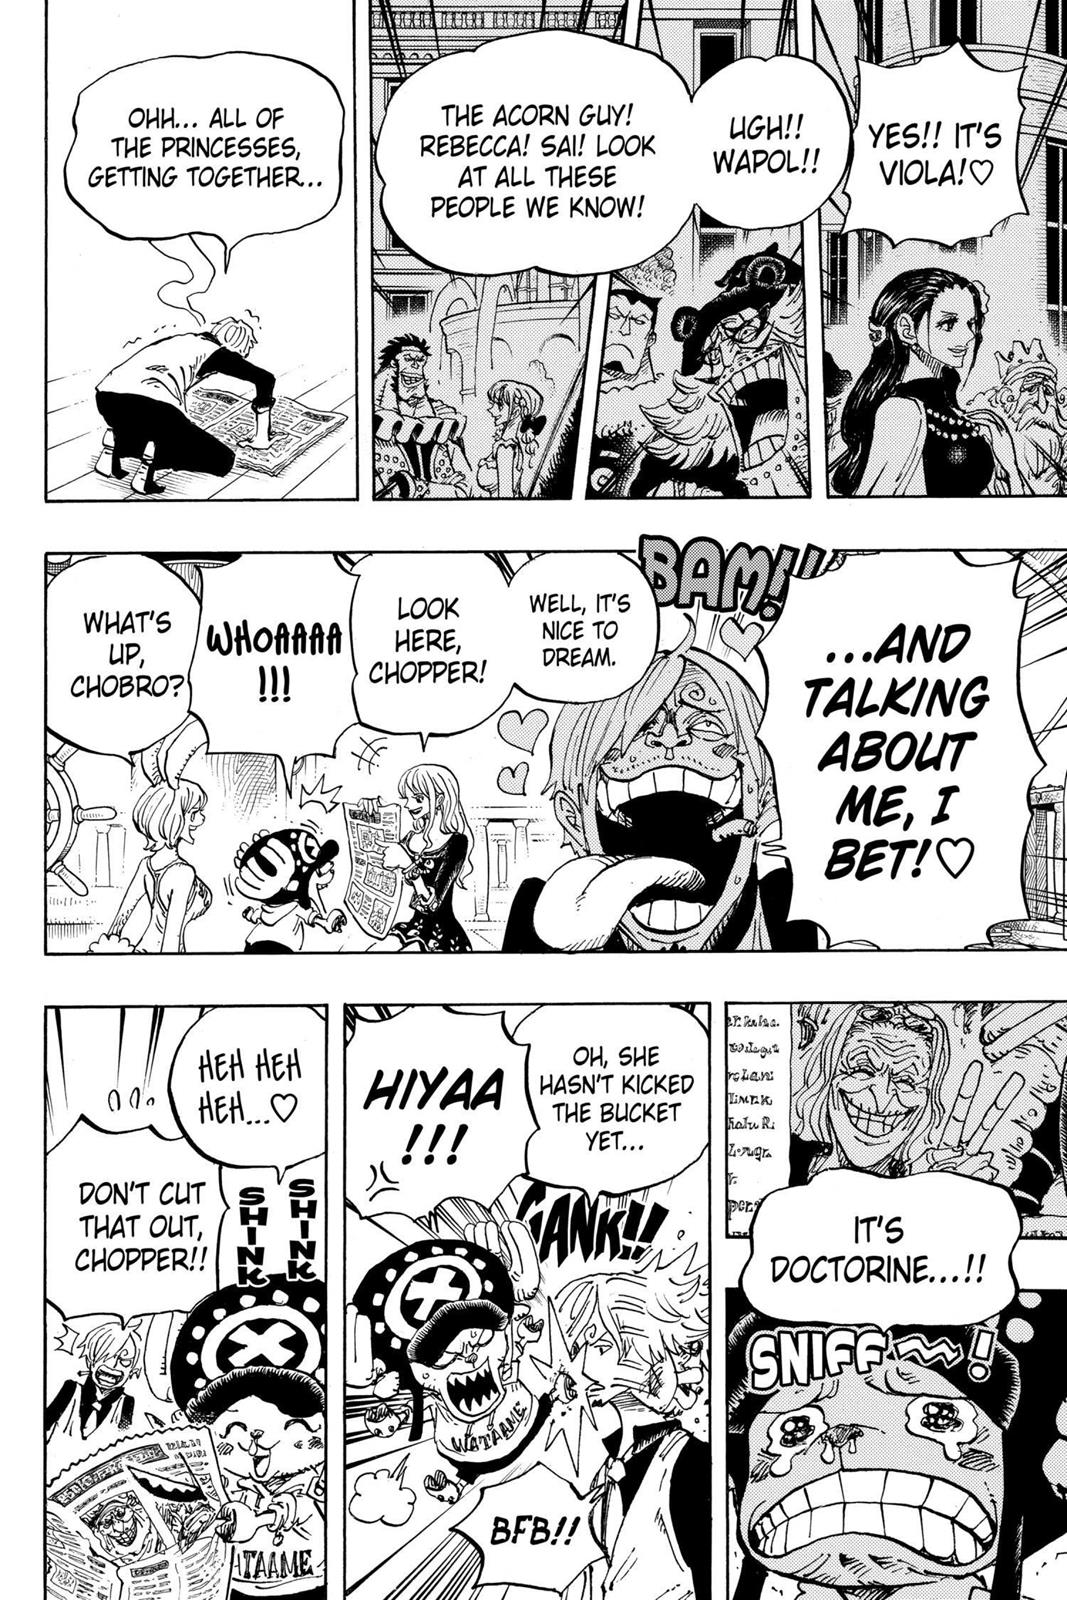 YES!! IT'S
VIOLA!♡
UGH!!
WAPOL!!
THE ACORN GUY!
REBECCA! SAI! LOOK
AT ALL THESE
PEOPLE WE KNOW!
OHH... ALL OF
THE PRINCESSES,
GETTING TOGETHER...
...AND
TALKING
ABOUT
ME, I
BET!♡
BAM!!
WELL, IT'S
NICE TO
DREAM.
LOOK
HERE,
CHOPPER!
WHOAAAA
!!!
WHAT'S
UP,
CHOBRO?
IT'S
DOCTORINE...!!
SNIFF~!
OH, SHE
HASN'T KICKED
THE BUCKET
YET...
HIYAA
!!!
GANK!!
WATAAME
BFB!!
HEH HEH
HEH...♡
SHINK
SHINK
DON'T CUT
THAT OUT,
CHOPPER!!
WATAAME